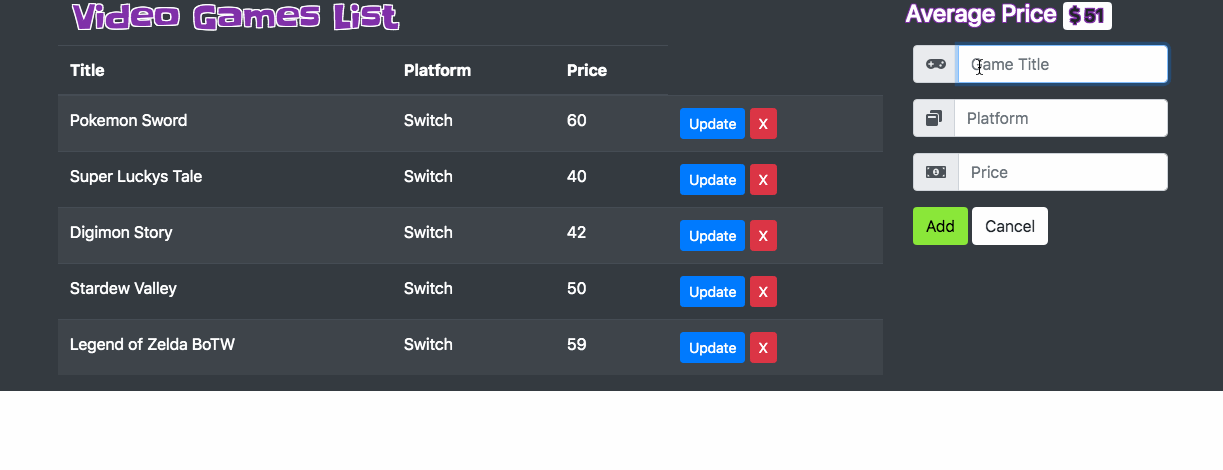 Video Games List
Average Price $ 51
Title Platform Price
Pokemon Sword Switch 60 Update X
Super Luckys Tale Switch 40 Update X
Digimon Story Switch 42 Update X
Stardew Valley Switch 50 Update X
Legend of Zelda BoTW Switch 59 Update X
Game Title
Platform
Price
Add Cancel